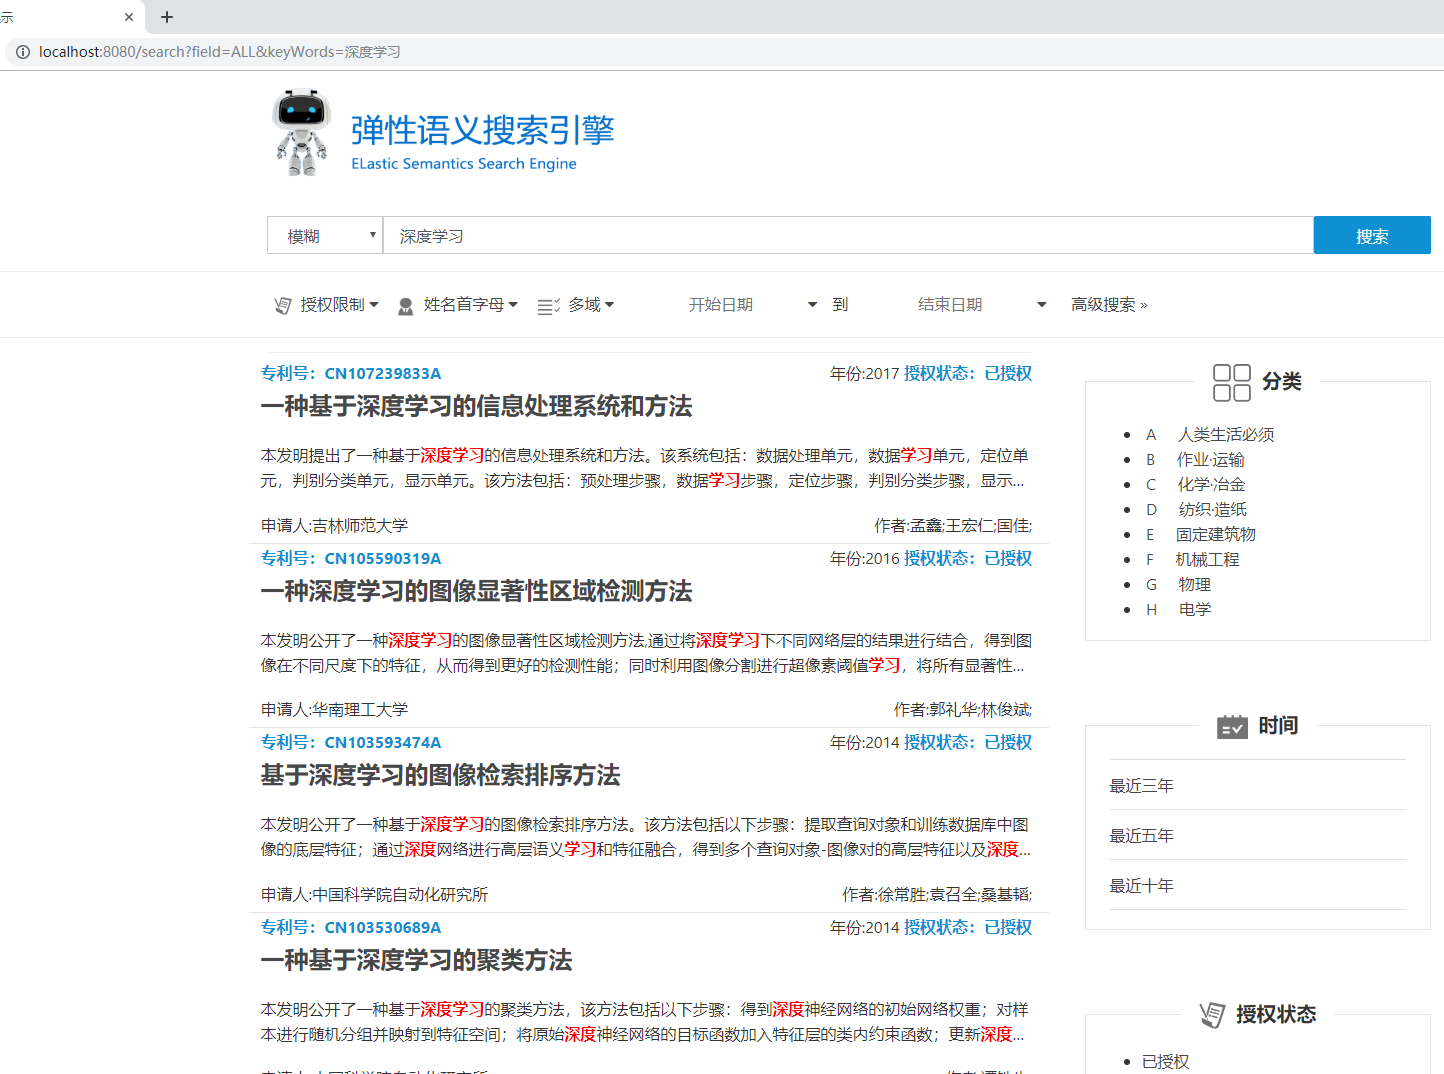 示
localhost:8080/search?field=ALL&keyWords=深度学习
弹性语义搜索引擎
ELastic Semantics Search Engine
模糊 深度学习 搜索
授权限制 姓名首字母 多域 开始日期 到 结束日期 高级搜索 »
专利号：CN107239833A 年份:2017 授权状态：已授权
一种基于深度学习的信息处理系统和方法
本发明提出了一种基于深度学习的信息处理系统和方法。该系统包括：数据处理单元，数据学习单元，定位单
元，判别分类单元，显示单元。该方法包括：预处理步骤，数据学习步骤，定位步骤，判别分类步骤，显示...
申请人:吉林师范大学 作者:孟鑫;王宏仁;国佳;
专利号：CN105590319A 年份:2016 授权状态：已授权
一种深度学习的图像显著性区域检测方法
本发明公开了一种深度学习的图像显著性区域检测方法,通过将深度学习下不同网络层的结果进行结合，得到图
像在不同尺度下的特征，从而得到更好的检测性能；同时利用图像分割进行超像素阈值学习，将所有显著性...
申请人:华南理工大学 作者:郭礼华;林俊斌;
专利号：CN103593474A 年份:2014 授权状态：已授权
基于深度学习的图像检索排序方法
本发明公开了一种基于深度学习的图像检索排序方法。该方法包括以下步骤：提取查询对象和训练数据库中图
像的底层特征；通过深度网络进行高层语义学习和特征融合，得到多个查询对象-图像对的高层特征以及深度...
申请人:中国科学院自动化研究所 作者:徐常胜;袁召全;桑基韬;
专利号：CN103530689A 年份:2014 授权状态：已授权
一种基于深度学习的聚类方法
本发明公开了一种基于深度学习的聚类方法，该方法包括以下步骤：得到深度神经网络的初始网络权重；对样
本进行随机分组并映射到特征空间；将原始深度神经网络的目标函数加入特征层的类内约束函数；更新深度...
分类
A 人类生活必须
B 作业·运输
C 化学·冶金
D 纺织·造纸
E 固定建筑物
F 机械工程
G 物理
H 电学
时间
最近三年
最近五年
最近十年
授权状态
已授权